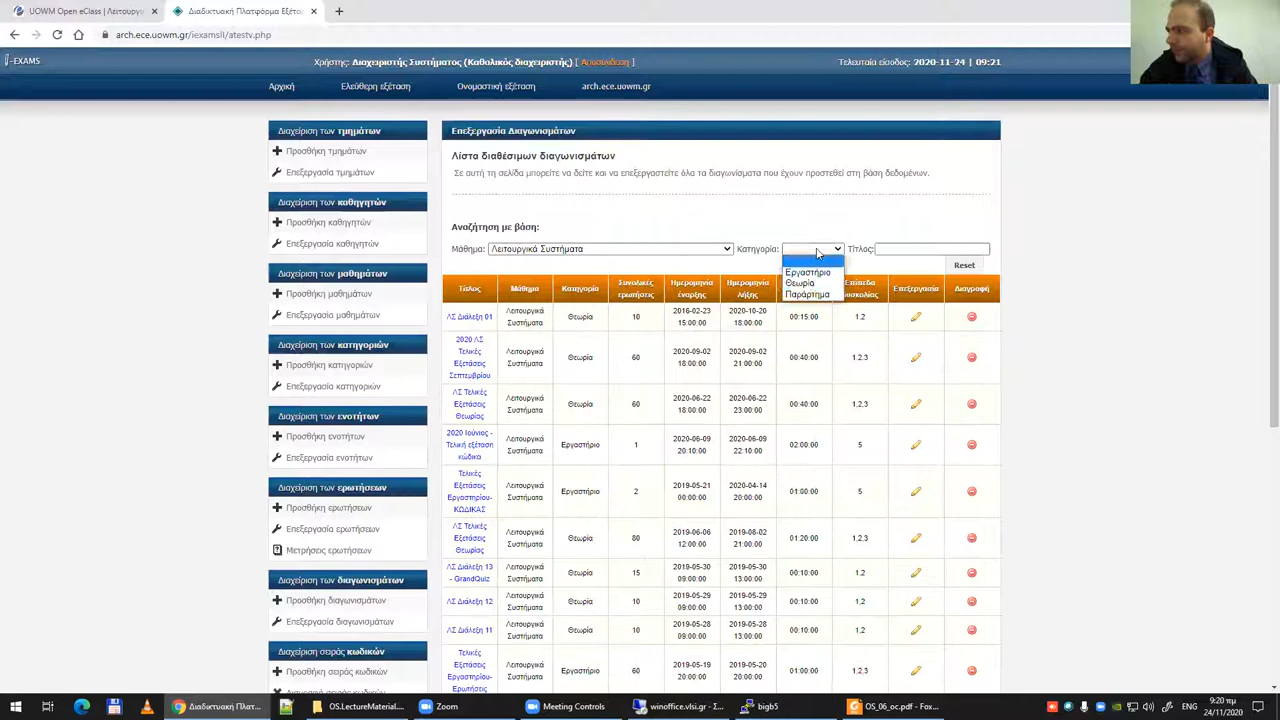 UOWM Open eClass | Λειτουργι
Διαδικτυακή Πλατφόρμα Εξέτασ
arch.ece.uowm.gr/iexamsII/atestv.php
i-EXAMS
Χρήστης: Διαχειριστής Συστήματος (Καθολικός διαχειριστής) [ Αποσύνδεση ]
Τελευταία είσοδος: 2020-11-24 | 09:21
Αρχική Ελεύθερη εξέταση Ονομαστική εξέταση arch.ece.uowm.gr
Διαχείριση των τμημάτων
Προσθήκη τμημάτων
Επεξεργασία τμημάτων
Διαχείριση των καθηγητών
Προσθήκη καθηγητών
Επεξεργασία καθηγητών
Διαχείριση των μαθημάτων
Προσθήκη μαθημάτων
Επεξεργασία μαθημάτων
Διαχείριση των κατηγοριών
Προσθήκη κατηγοριών
Επεξεργασία κατηγοριών
Διαχείριση των ενοτήτων
Προσθήκη ενοτήτων
Επεξεργασία ενοτήτων
Διαχείριση των ερωτήσεων
Προσθήκη ερωτήσεων
Επεξεργασία ερωτήσεων
Μετρήσεις ερωτήσεων
Διαχείριση των διαγωνισμάτων
Προσθήκη διαγωνισμάτων
Επεξεργασία διαγωνισμάτων
Διαχείριση σειράς κωδικών
Προσθήκη σειράς κωδικών
Επεξεργασία Διαγωνισμάτων
Λίστα διαθέσιμων διαγωνισμάτων
Σε αυτή τη σελίδα μπορείτε να δείτε και να επεξεργαστείτε όλα τα διαγωνίσματα που έχουν προστεθεί στη βάση δεδομένων.
Αναζήτηση με βάση:
Μάθημα: Λειτουργικά Συστήματα Κατηγορία: Τίτλος:
Εργαστήριο
Θεωρία
Παράρτημα
Reset
Τίτλος Μάθημα Κατηγορία Συνολικές ερωτήσεις Ημερομηνία έναρξης Ημερομηνία λήξης Επίπεδα δυσκολίας Επεξεργασία Διαγραφή
ΛΣ Διάλεξη 01 Λειτουργικά Συστήματα Θεωρία 10 2016-02-23 15:00:00 2020-10-20 18:00:00 00:15:00 1,2
2020 ΛΣ Τελικές Εξετάσεις Σεπτεμβρίου Λειτουργικά Συστήματα Θεωρία 60 2020-09-02 18:00:00 2020-09-02 21:00:00 00:40:00 1,2,3
ΛΣ Τελικές Εξετάσεις Θεωρίας Λειτουργικά Συστήματα Θεωρία 60 2020-06-22 18:00:00 2020-06-22 23:00:00 00:40:00 1,2,3
2020 Ιούνιος - Τελική εξέταση κώδικα Λειτουργικά Συστήματα Εργαστήριο 1 2020-06-09 20:10:00 2020-06-09 22:10:00 02:00:00 5
Τελικές Εξετάσεις Εργαστηρίου-ΚΩΔΙΚΑΣ Λειτουργικά Συστήματα Εργαστήριο 2 2019-05-21 00:00:00 2020-04-14 20:00:00 01:00:00 5
ΛΣ Τελικές Εξετάσεις Θεωρίας Λειτουργικά Συστήματα Θεωρία 80 2019-06-06 12:00:00 2019-08-02 21:00:00 01:20:00 1,2,3
ΛΣ Διάλεξη 13 - GrandQuiz Λειτουργικά Συστήματα Θεωρία 15 2019-05-30 09:00:00 2019-05-30 13:00:00 00:10:00 1,2
ΛΣ Διάλεξη 12 Λειτουργικά Συστήματα Θεωρία 10 2019-05-29 09:00:00 2019-05-29 13:00:00 00:10:00 1,2
ΛΣ Διάλεξη 11 Λειτουργικά Συστήματα Θεωρία 10 2019-05-28 09:00:00 2019-05-28 13:00:00 00:10:00 1,2
Τελικές Εξετάσεις Εργαστηρίου-Ερωτήσεις Λειτουργικά Συστήματα Εργαστήριο 60 2019-05-19 20:00:00 2019-05-20 20:00:00 01:00:00 1,2,3
Διαδικτυακή Πλατ... OS.LectureMaterial... Zoom Meeting Controls winoffice.vlsi.gr - ... bigb5 OS_06_oc.pdf - Fox...
ENG 9:20 πμ
24/11/2020